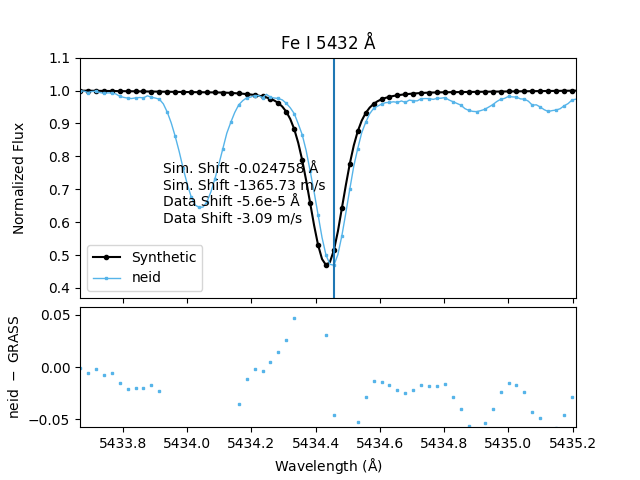 Fe I 5432 Å
Normalized Flux
1.1
1.0
0.9
0.8
0.7
0.6
0.5
0.4
Sim. Shift -0.024758 Å
Sim. Shift -1365.73 m/s
Data Shift -5.6e-5 Å
Data Shift -3.09 m/s
Synthetic
neid
neid − GRASS
0.05
0.00
−0.05
5433.8 5434.0 5434.2 5434.4 5434.6 5434.8 5435.0 5435.2
Wavelength (Å)